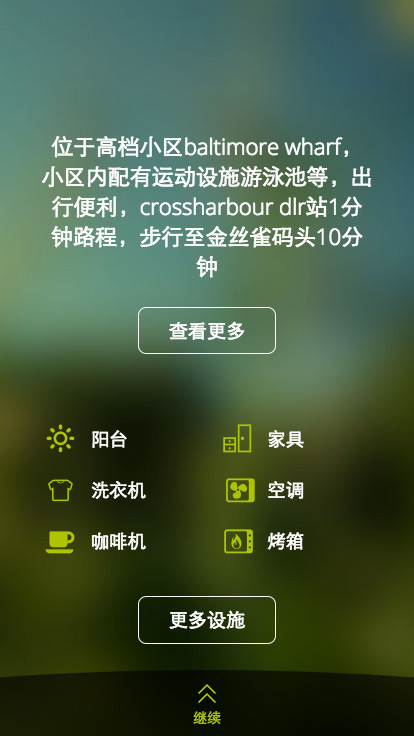 位于高档小区baltimore wharf，
小区内配有运动设施游泳池等，出
行便利，crossharbour dlr站1分
钟路程，步行至金丝雀码头10分
钟
查看更多
阳台 家具
洗衣机 空调
咖啡机 烤箱
更多设施
继续